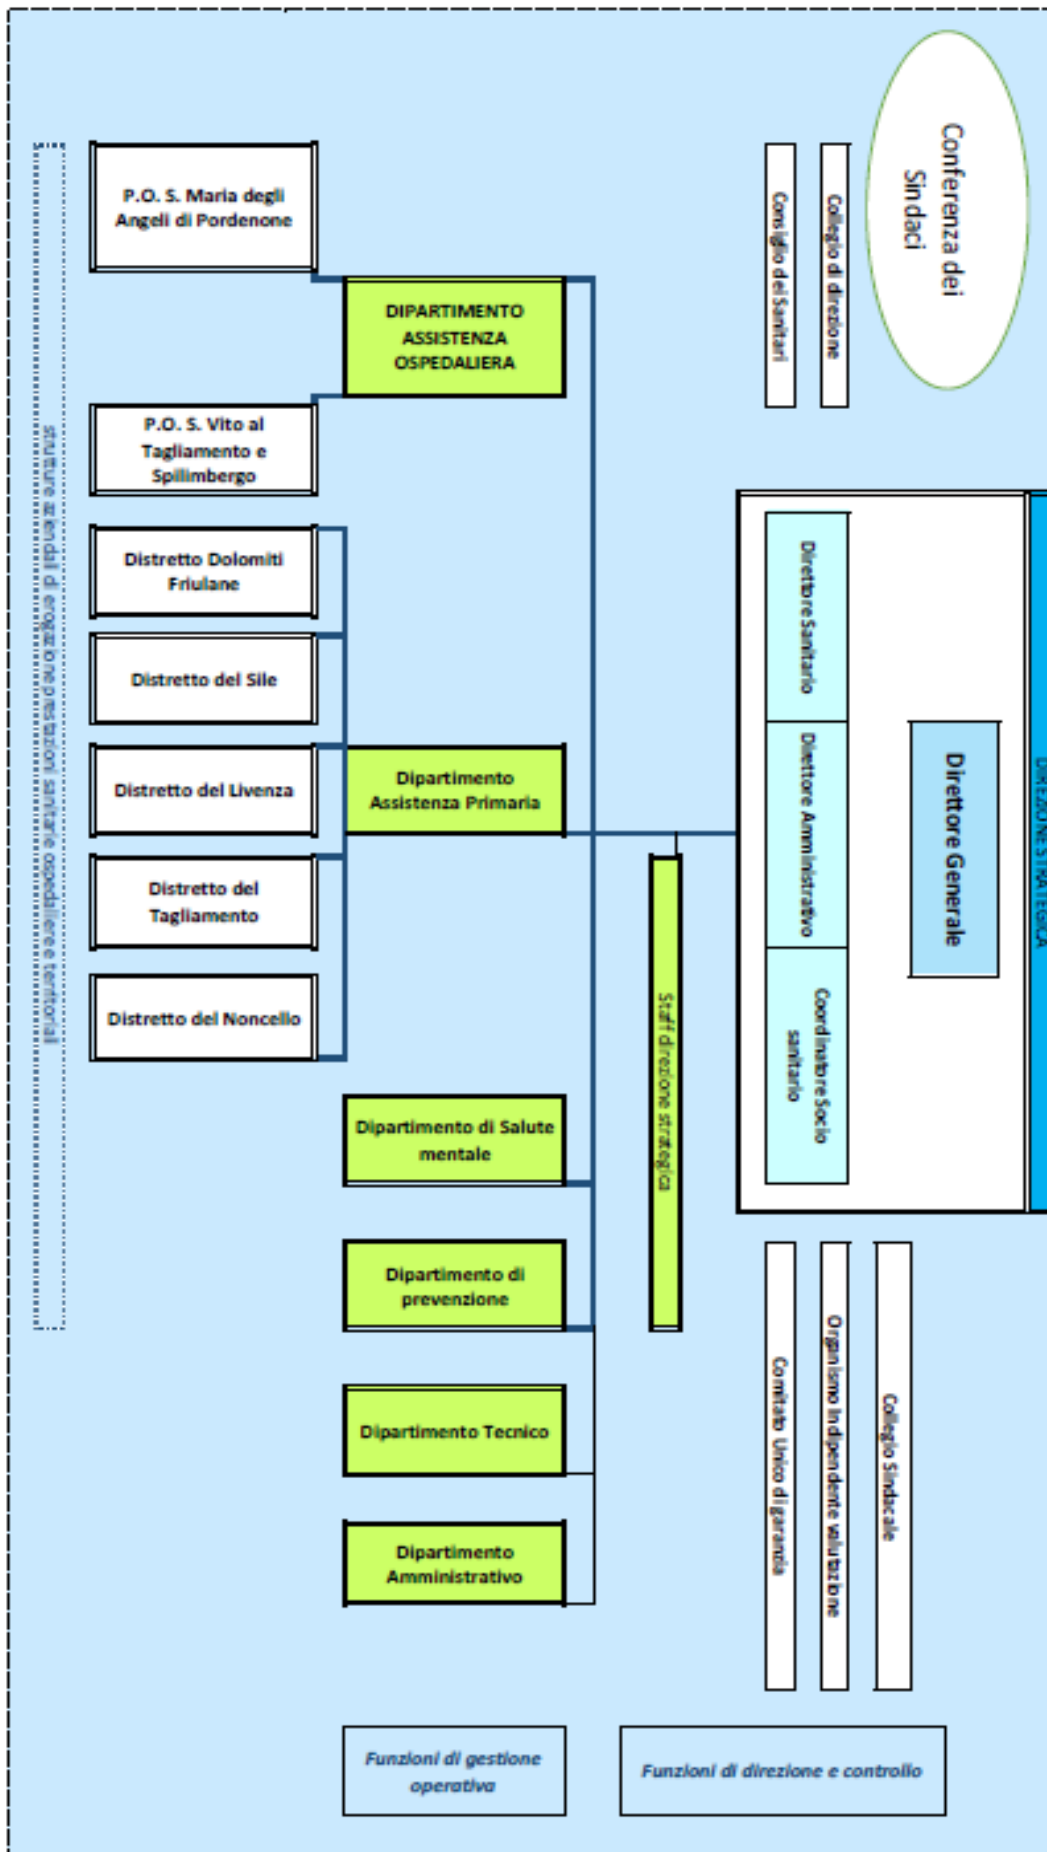 Conferenza dei
Sindaci
Collegio di direzione
Consiglio dei Sanitari
DIREZIONE STRATEGICA
Direttore Generale
Direttore Sanitario
Direttore Amministrativo
Coordinatore Socio
sanitario
Collegio Sindacale
Organismo Indipendente valutazione
Comitato Unico di garanzia
Staff direzione strategica
DIPARTIMENTO
ASSISTENZA
OSPEDALIERA
Dipartimento
Assistenza Primaria
Dipartimento di Salute
mentale
Dipartimento di
prevenzione
Dipartimento Tecnico
Dipartimento
Amministrativo
P.O. S. Maria degli
Angeli di Pordenone
P.O. S. Vito al
Tagliamento e
Spilimbergo
Distretto Dolomiti
Friulane
Distretto del Sile
Distretto del Livenza
Distretto del
Tagliamento
Distretto del Noncello
strutture aziendali di erogazione prestazioni sanitarie ospedaliere e territoriali
Funzioni di gestione
operativa
Funzioni di direzione e controllo